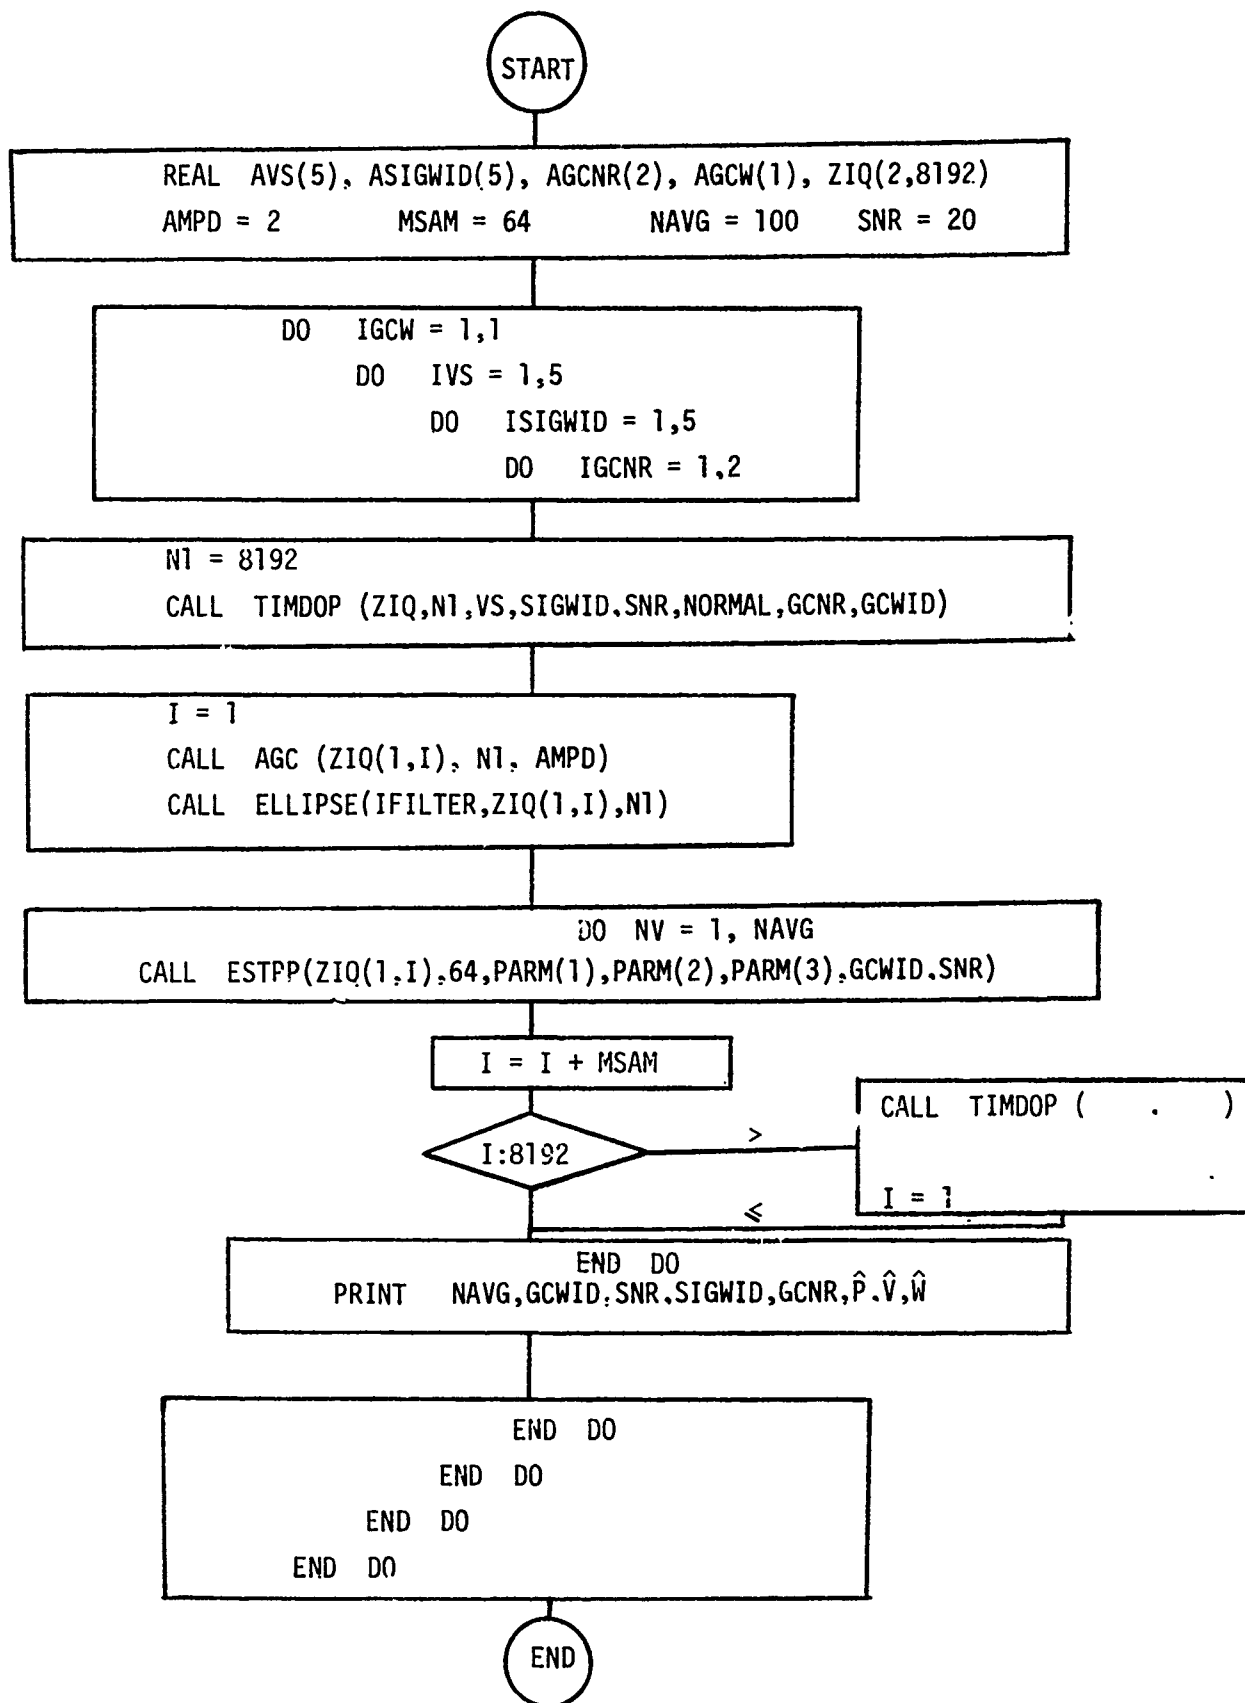 START
REAL AVS(5), ASIGWID(5), AGCNR(2), AGCW(1), ZIQ(2,8192)
AMPD = 2 MSAM = 64 NAVG = 100 SNR = 20
DO IGCW = 1,1
DO IVS = 1,5
DO ISIGWID = 1,5
DO IGCNR = 1,2
N1 = 8192
CALL TIMDOP (ZIQ,N1,VS,SIGWID.SNR,NORMAL,GCNR,GCWID)
I = 1
CALL AGC (ZIQ(1,I), N1, AMPD)
CALL ELLIPSE(IFILTER,ZIQ(1,I),N1)
DO NV = 1, NAVG
CALL ESTPP(ZIQ(1,I),64,PARM(1),PARM(2),PARM(3),GCWID.SNR)
I = I + MSAM
I:8192
>
CALL TIMDOP ( . )
I = 1
≤
END DO
PRINT NAVG,GCWID,SNR.SIGWID,GCNR,P̂.V̂,Ŵ
END DO
END DO
END DO
END DO
END